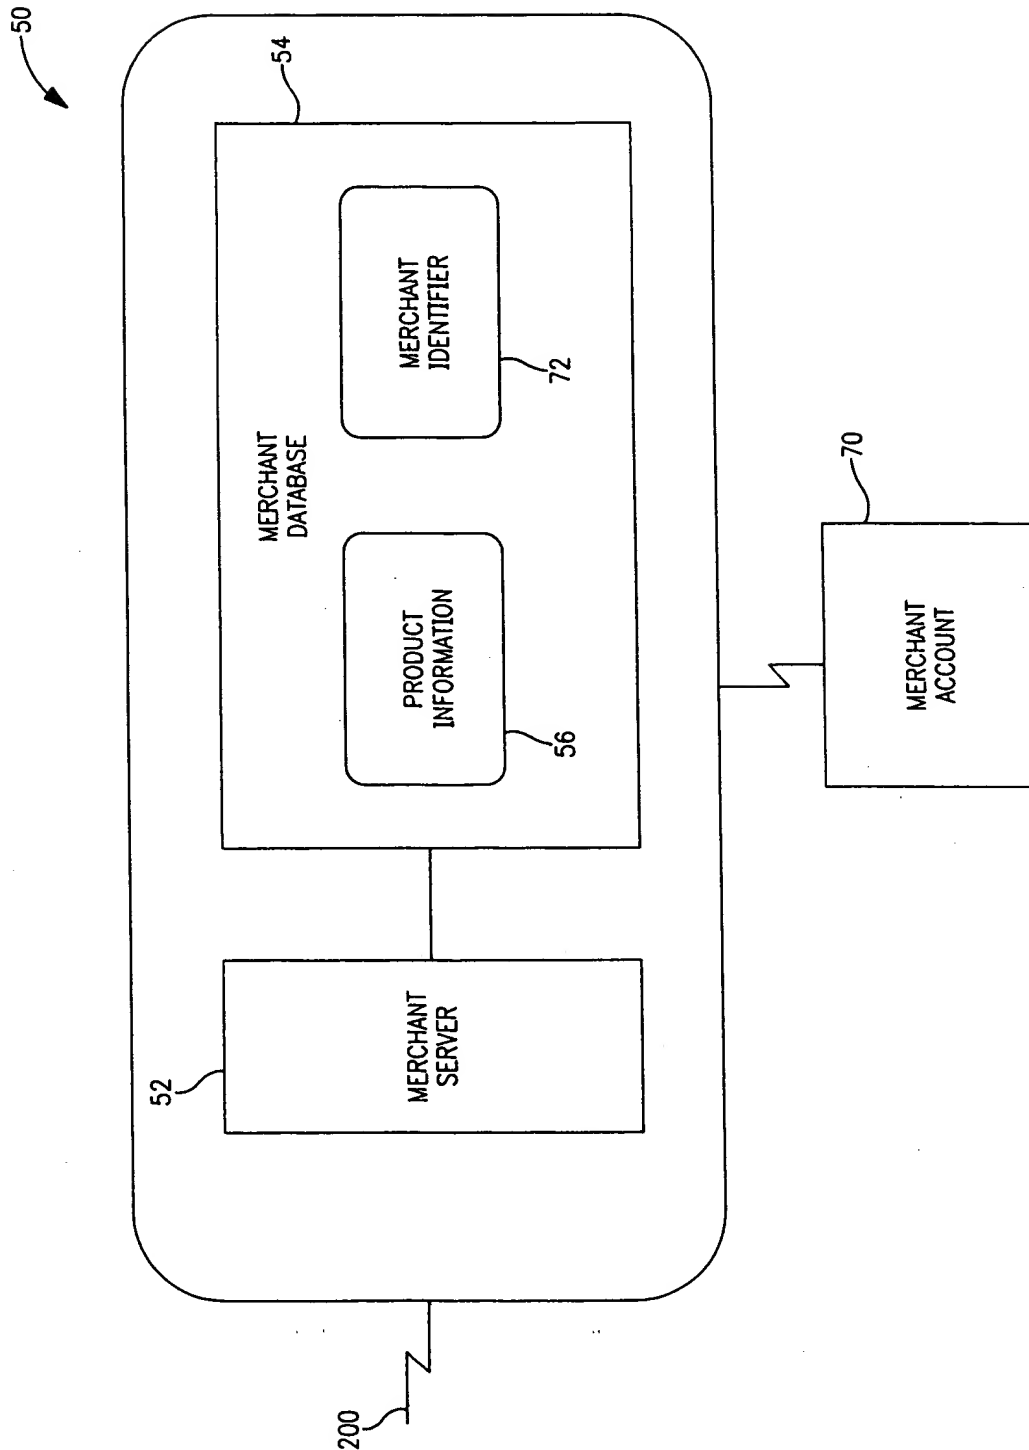 50
54
MERCHANT
DATABASE
PRODUCT
INFORMATION
56
MERCHANT
IDENTIFIER
72
52
MERCHANT
SERVER
200
70
MERCHANT
ACCOUNT